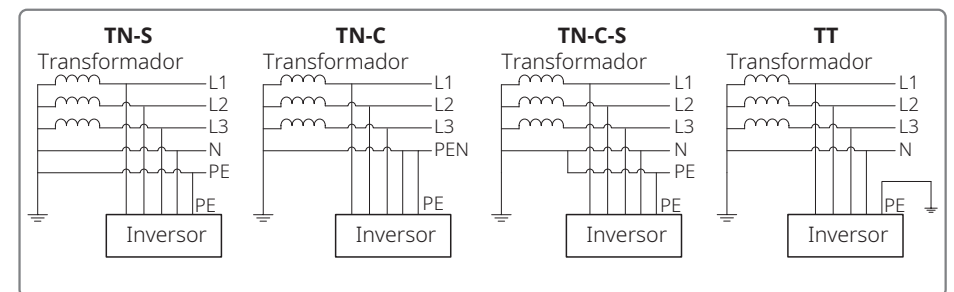 TN-S
Transformador
L1
L2
L3
N
PE
PE
Inversor
TN-C
Transformador
L1
L2
L3
PEN
PE
Inversor
TN-C-S
Transformador
L1
L2
L3
N
PE
PE
Inversor
TT
Transformador
L1
L2
L3
N
PE
Inversor